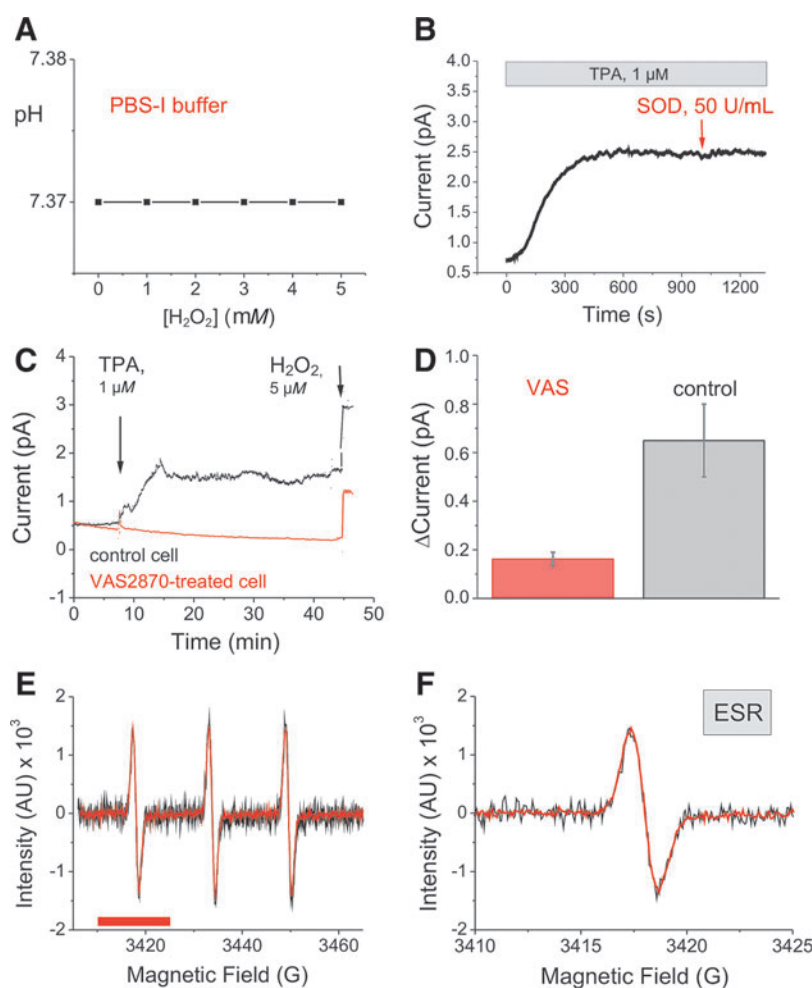 A
7.38
pH
PBS-I buffer
7.37
0 1 2 3 4 5
[H₂O₂] (mM)
B
4.0
3.5
3.0
2.5
2.0
1.5
1.0
0.5
Current (pA)
TPA, 1 µM
SOD, 50 U/mL
0 300 600 900 1200
Time (s)
C
4
3
2
1
0
-1
Current (pA)
TPA,
1 µM
H₂O₂,
5 µM
control cell
VAS2870-treated cell
0 10 20 30 40 50
Time (min)
D
0.8
0.6
0.4
0.2
0.0
ΔCurrent (pA)
VAS
control
E
2
1
0
-1
-2
Intensity (AU) x 10³
3420 3440 3460
Magnetic Field (G)
F
2
1
0
-1
-2
Intensity (AU) x 10³
ESR
3410 3415 3420 3425
Magnetic Field (G)